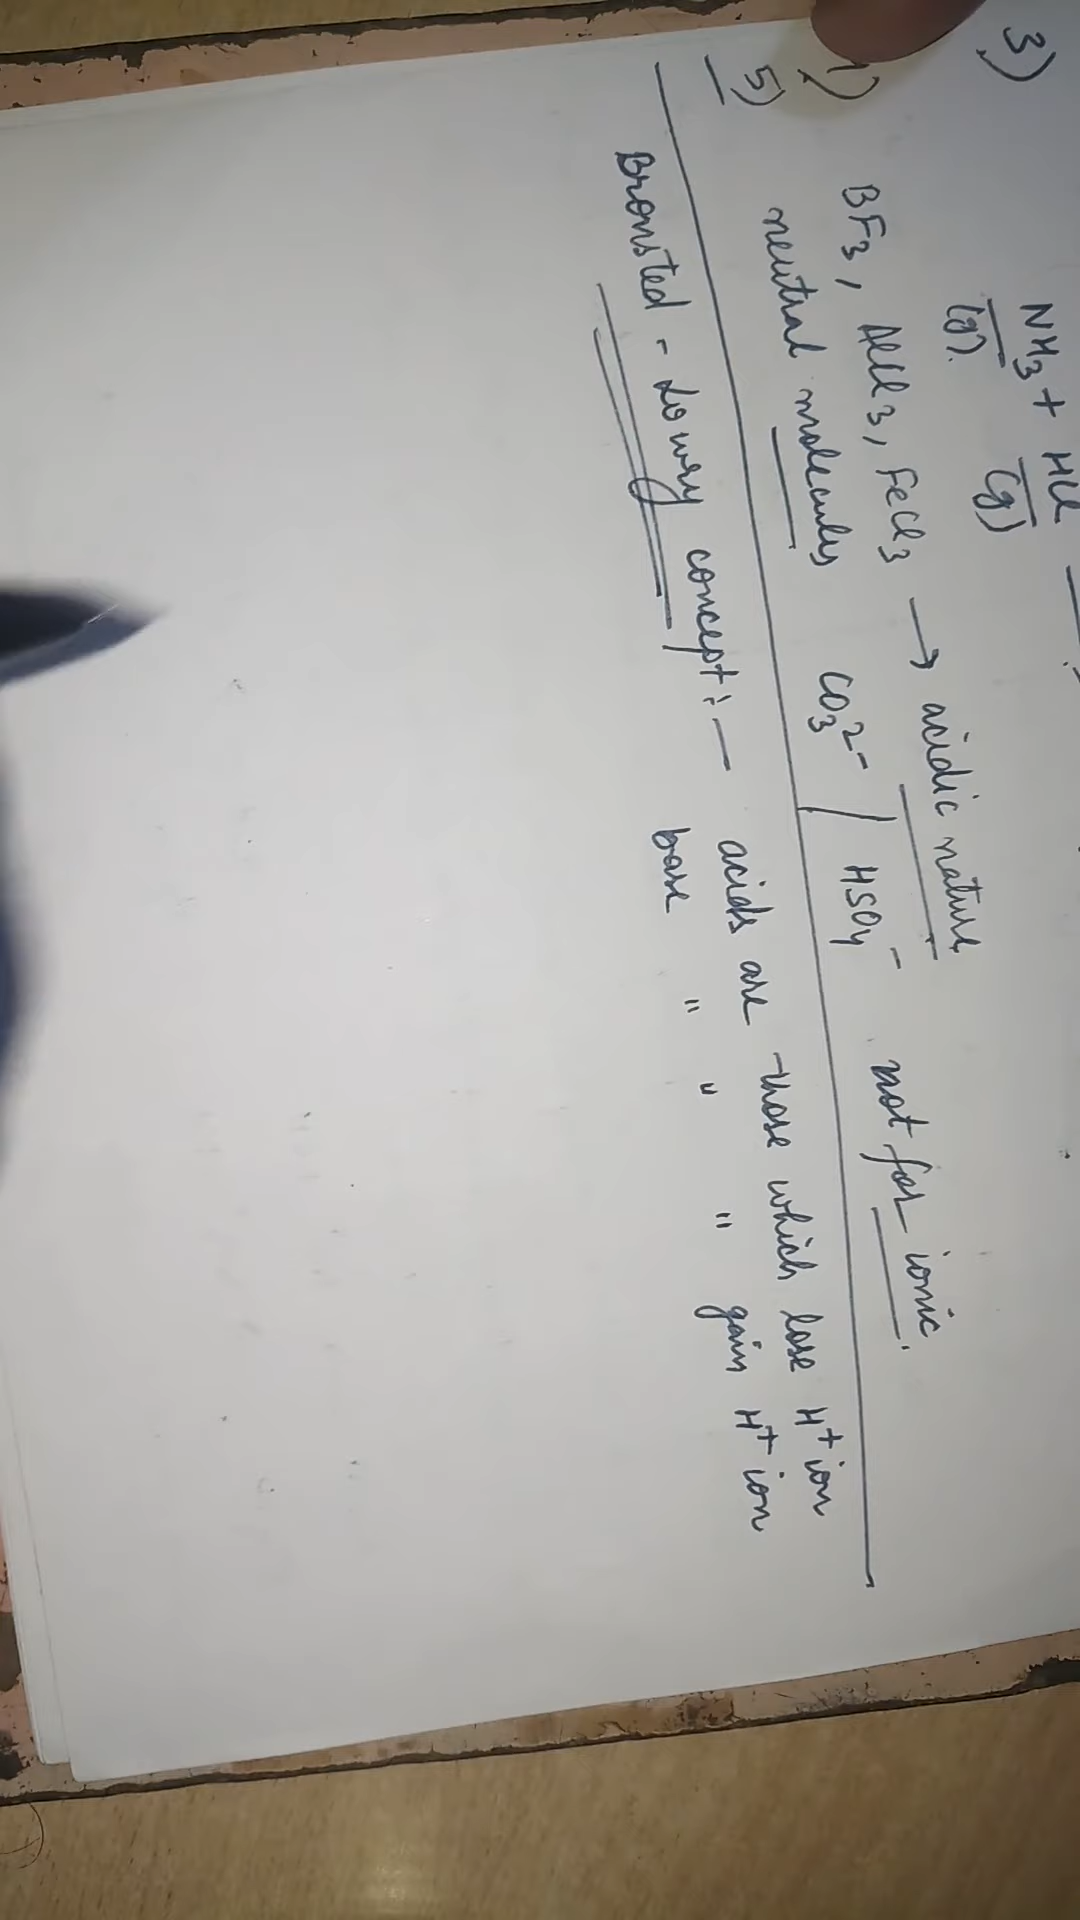 3) NH3 + HCl
(g). (g)
) BF3, AlCl3, FeCl3 → acidic nature
5) neutral molecules CO3^2- / HSO4^- not for ionic.
Bronsted - Lowry concept :- acids are those which lose H+ ion
base " " " gain H+ ion